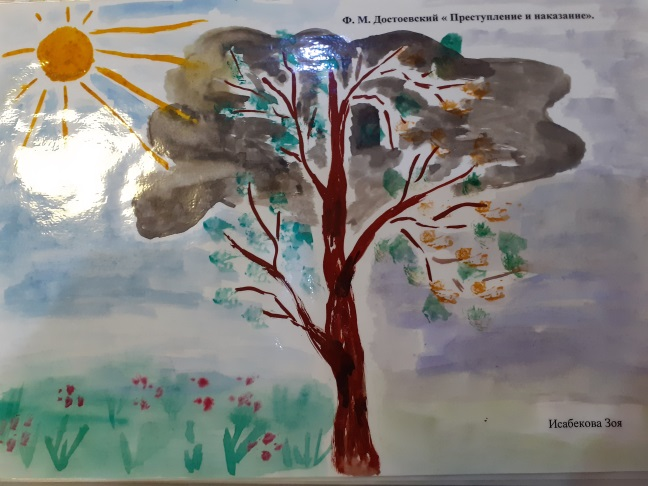 Ф. М. Достоевский « Преступление и наказание».
Исабекова Зоя